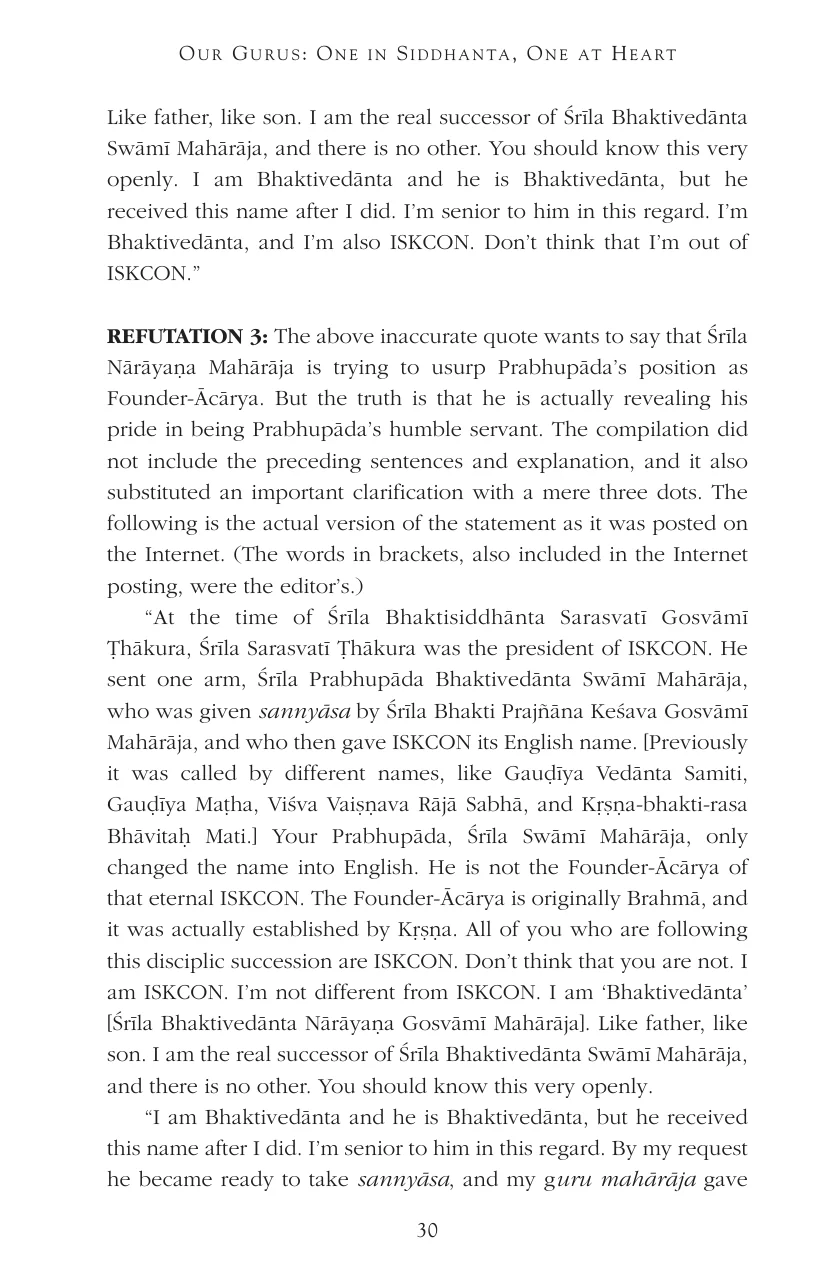 OUR GURUS: ONE IN SIDDHANTA, ONE AT HEART
Like father, like son. I am the real successor of Śrīla Bhaktivedānta
Swāmī Mahārāja, and there is no other. You should know this very
openly. I am Bhaktivedānta and he is Bhaktivedānta, but he
received this name after I did. I’m senior to him in this regard. I’m
Bhaktivedānta, and I’m also ISKCON. Don’t think that I’m out of
ISKCON.”
REFUTATION 3: The above inaccurate quote wants to say that Śrīla
Nārāyaṇa Mahārāja is trying to usurp Prabhupāda’s position as
Founder-Ācārya. But the truth is that he is actually revealing his
pride in being Prabhupāda’s humble servant. The compilation did
not include the preceding sentences and explanation, and it also
substituted an important clarification with a mere three dots. The
following is the actual version of the statement as it was posted on
the Internet. (The words in brackets, also included in the Internet
posting, were the editor’s.)
“At the time of Śrīla Bhaktisiddhānta Sarasvatī Gosvāmī
Ṭhākura, Śrīla Sarasvatī Ṭhākura was the president of ISKCON. He
sent one arm, Śrīla Prabhupāda Bhaktivedānta Swāmī Mahārāja,
who was given sannyāsa by Śrīla Bhakti Prajñāna Keśava Gosvāmī
Mahārāja, and who then gave ISKCON its English name. [Previously
it was called by different names, like Gauḍīya Vedānta Samiti,
Gauḍīya Maṭha, Viśva Vaiṣṇava Rājā Sabhā, and Kṛṣṇa-bhakti-rasa
Bhāvitaḥ Mati.] Your Prabhupāda, Śrīla Swāmī Mahārāja, only
changed the name into English. He is not the Founder-Ācārya of
that eternal ISKCON. The Founder-Ācārya is originally Brahmā, and
it was actually established by Kṛṣṇa. All of you who are following
this disciplic succession are ISKCON. Don’t think that you are not. I
am ISKCON. I’m not different from ISKCON. I am ‘Bhaktivedānta’
[Śrīla Bhaktivedānta Nārāyaṇa Gosvāmī Mahārāja]. Like father, like
son. I am the real successor of Śrīla Bhaktivedānta Swāmī Mahārāja,
and there is no other. You should know this very openly.
“I am Bhaktivedānta and he is Bhaktivedānta, but he received
this name after I did. I’m senior to him in this regard. By my request
he became ready to take sannyāsa, and my guru mahārāja gave
30